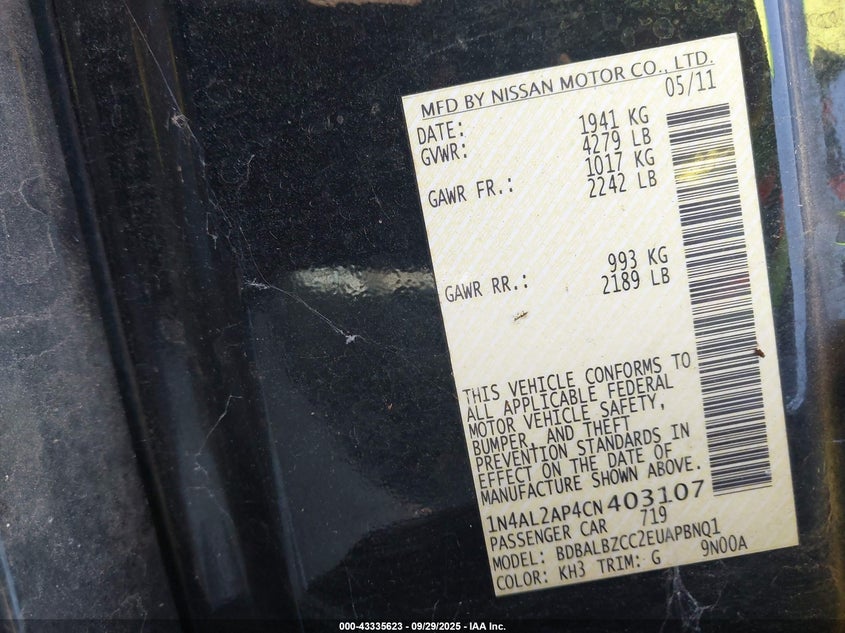 MFD BY NISSAN MOTOR CO., LTD.
DATE: 05/11
GVWR: 1941 KG
4279 LB
GAWR FR.: 1017 KG
2242 LB
GAWR RR.: 993 KG
2189 LB
THIS VEHICLE CONFORMS TO
ALL APPLICABLE FEDERAL
MOTOR VEHICLE SAFETY,
BUMPER, AND THEFT
PREVENTION STANDARDS IN
EFFECT ON THE DATE OF
MANUFACTURE SHOWN ABOVE.
1N4AL2AP4CN403107
PASSENGER CAR 719
MODEL: BDBALBZCC2EUAPBNQ1
COLOR: KH3 TRIM: G 9N00A
000-43335623 - 09/29/2025 - IAA Inc.